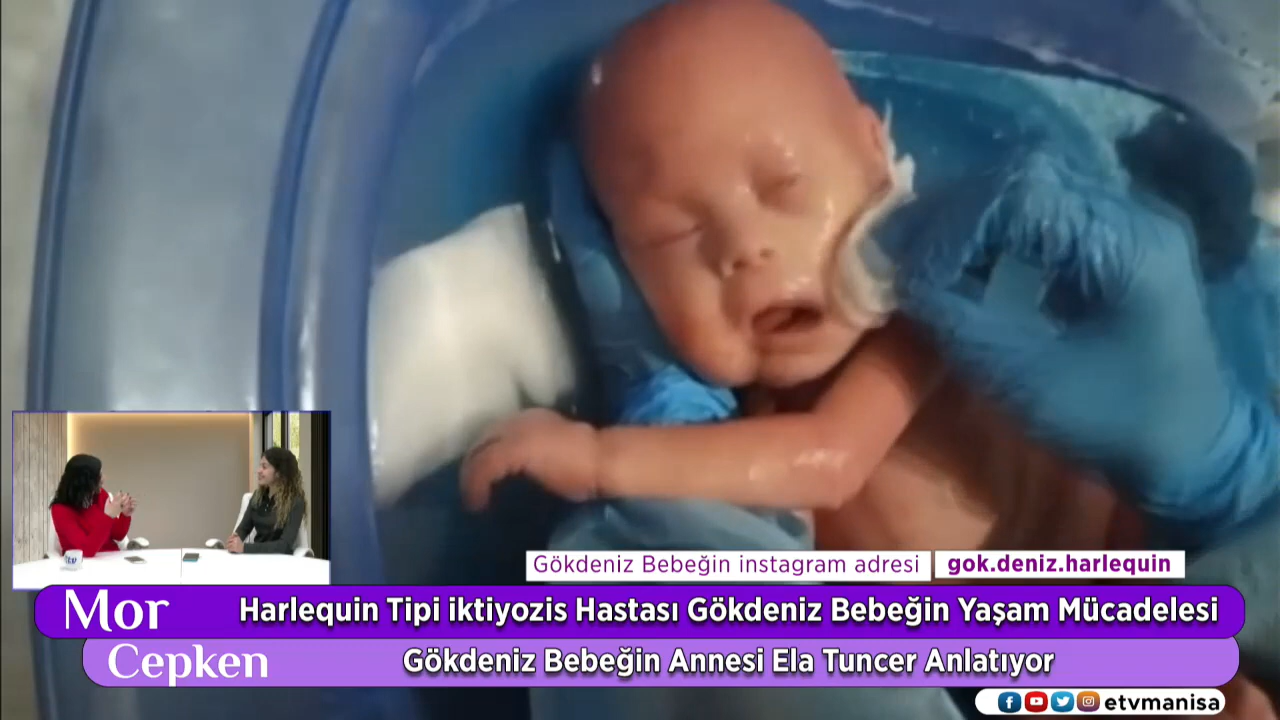 Gökdeniz Bebeğin instagram adresi gok.deniz.harlequin
Mor Harlequin Tipi iktiyozis Hastası Gökdeniz Bebeğin Yaşam Mücadelesi
Cepken Gökdeniz Bebeğin Annesi Ela Tuncer Anlatıyor
etvmanisa